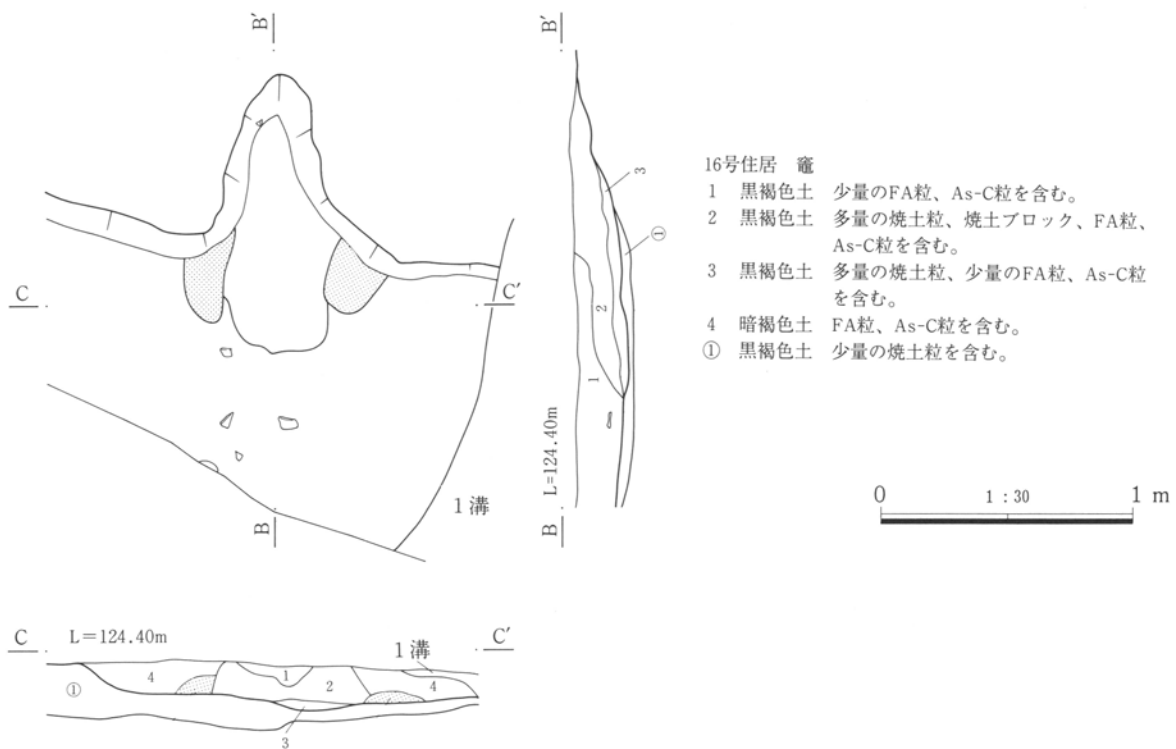 B′
B′
3
①
2
1
C
C′
L=124.40m
1溝
B
B
16号住居　竈
1　黒褐色土　少量のFA粒、As-C粒を含む。
2　黒褐色土　多量の焼土粒、焼土ブロック、FA粒、
As-C粒を含む。
3　黒褐色土　多量の焼土粒、少量のFA粒、As-C粒
を含む。
4　暗褐色土　FA粒、As-C粒を含む。
①　黒褐色土　少量の焼土粒を含む。
0　1：30　1 m
C　L=124.40m　C′
1溝
①　4　1　2　4
3